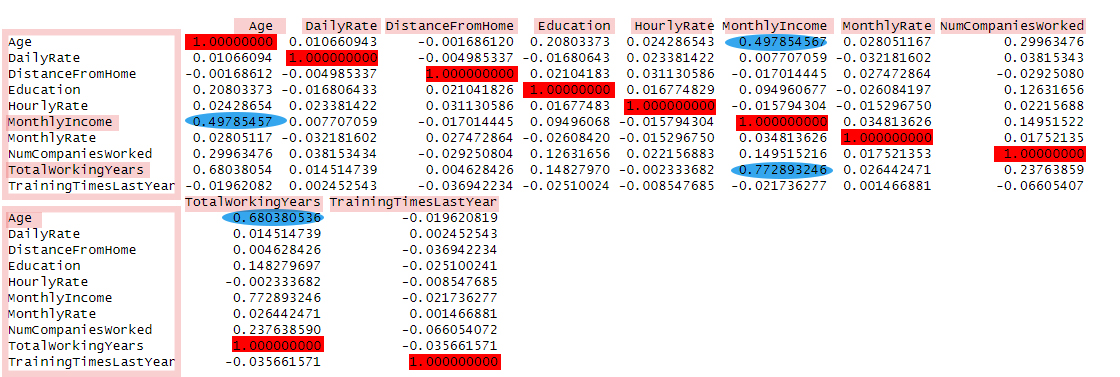 Age DailyRate DistanceFromHome Education HourlyRate MonthlyIncome MonthlyRate NumCompaniesWorked
Age 1.00000000 0.010660943 -0.001686120 0.20803373 0.024286543 0.497854567 0.028051167 0.29963476
DailyRate 0.01066094 1.000000000 -0.004985337 -0.01680643 0.023381422 0.007707059 -0.032181602 0.03815343
DistanceFromHome -0.00168612 -0.004985337 1.000000000 0.02104183 0.031130586 -0.017014445 0.027472864 -0.02925080
Education 0.20803373 -0.016806433 0.021041826 1.00000000 0.016774829 0.094960677 -0.026084197 0.12631656
HourlyRate 0.02428654 0.023381422 0.031130586 0.01677483 1.000000000 -0.015794304 -0.015296750 0.02215688
MonthlyIncome 0.49785457 0.007707059 -0.017014445 0.09496068 -0.015794304 1.000000000 0.034813626 0.14951522
MonthlyRate 0.02805117 -0.032181602 0.027472864 -0.02608420 -0.015296750 0.034813626 1.000000000 0.01752135
NumCompaniesWorked 0.29963476 0.038153434 -0.029250804 0.12631656 0.022156883 0.149515216 0.017521353 1.00000000
TotalWorkingYears 0.68038054 0.014514739 0.004628426 0.14827970 -0.002333682 0.772893246 0.026442471 0.23763859
TrainingTimesLastYear -0.01962082 0.002452543 -0.036942234 -0.02510024 -0.008547685 -0.021736277 0.001466881 -0.06605407
TotalWorkingYears TrainingTimesLastYear
Age 0.680380536 -0.019620819
DailyRate 0.014514739 0.002452543
DistanceFromHome 0.004628426 -0.036942234
Education 0.148279697 -0.025100241
HourlyRate -0.002333682 -0.008547685
MonthlyIncome 0.772893246 -0.021736277
MonthlyRate 0.026442471 0.001466881
NumCompaniesWorked 0.237638590 -0.066054072
TotalWorkingYears 1.000000000 -0.035661571
TrainingTimesLastYear -0.035661571 1.000000000